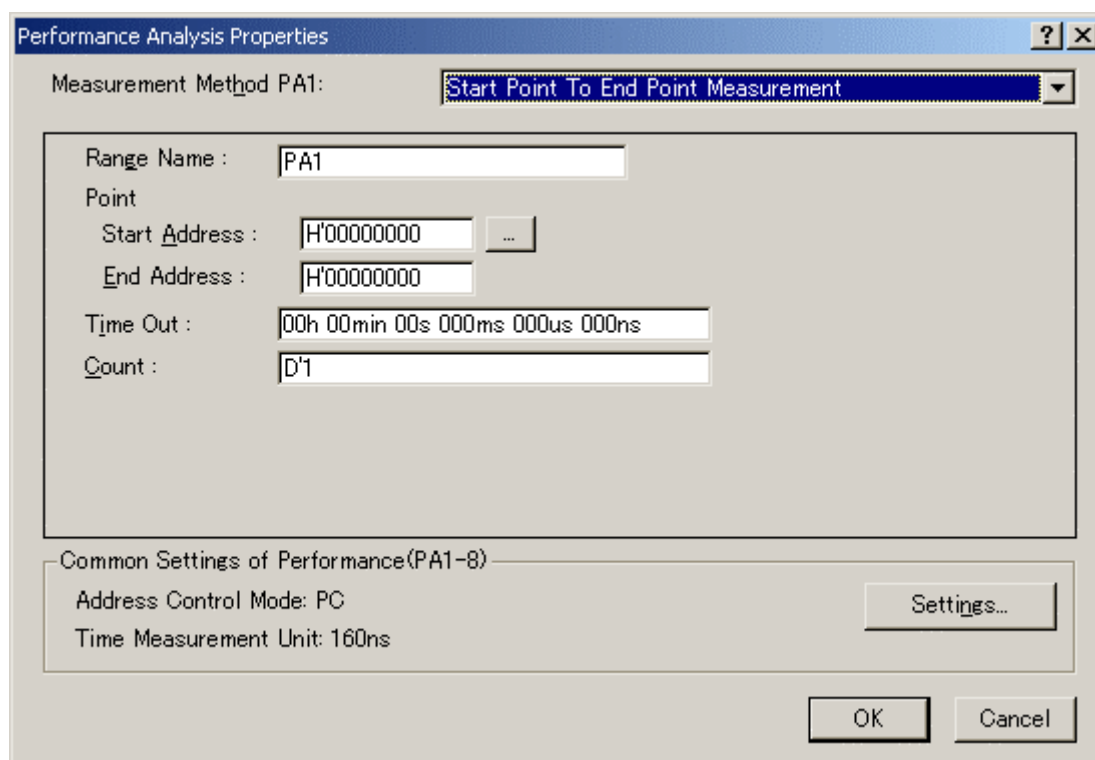 Performance Analysis Properties
Measurement Method PA1: Start Point To End Point Measurement
Range Name : PA1
Point
Start Address : H'00000000 ...
End Address : H'00000000
Time Out : 00h 00min 00s 000ms 000us 000ns
Count : D'1
Common Settings of Performance(PA1-8)
Address Control Mode: PC
Settings...
Time Measurement Unit: 160ns
OK Cancel